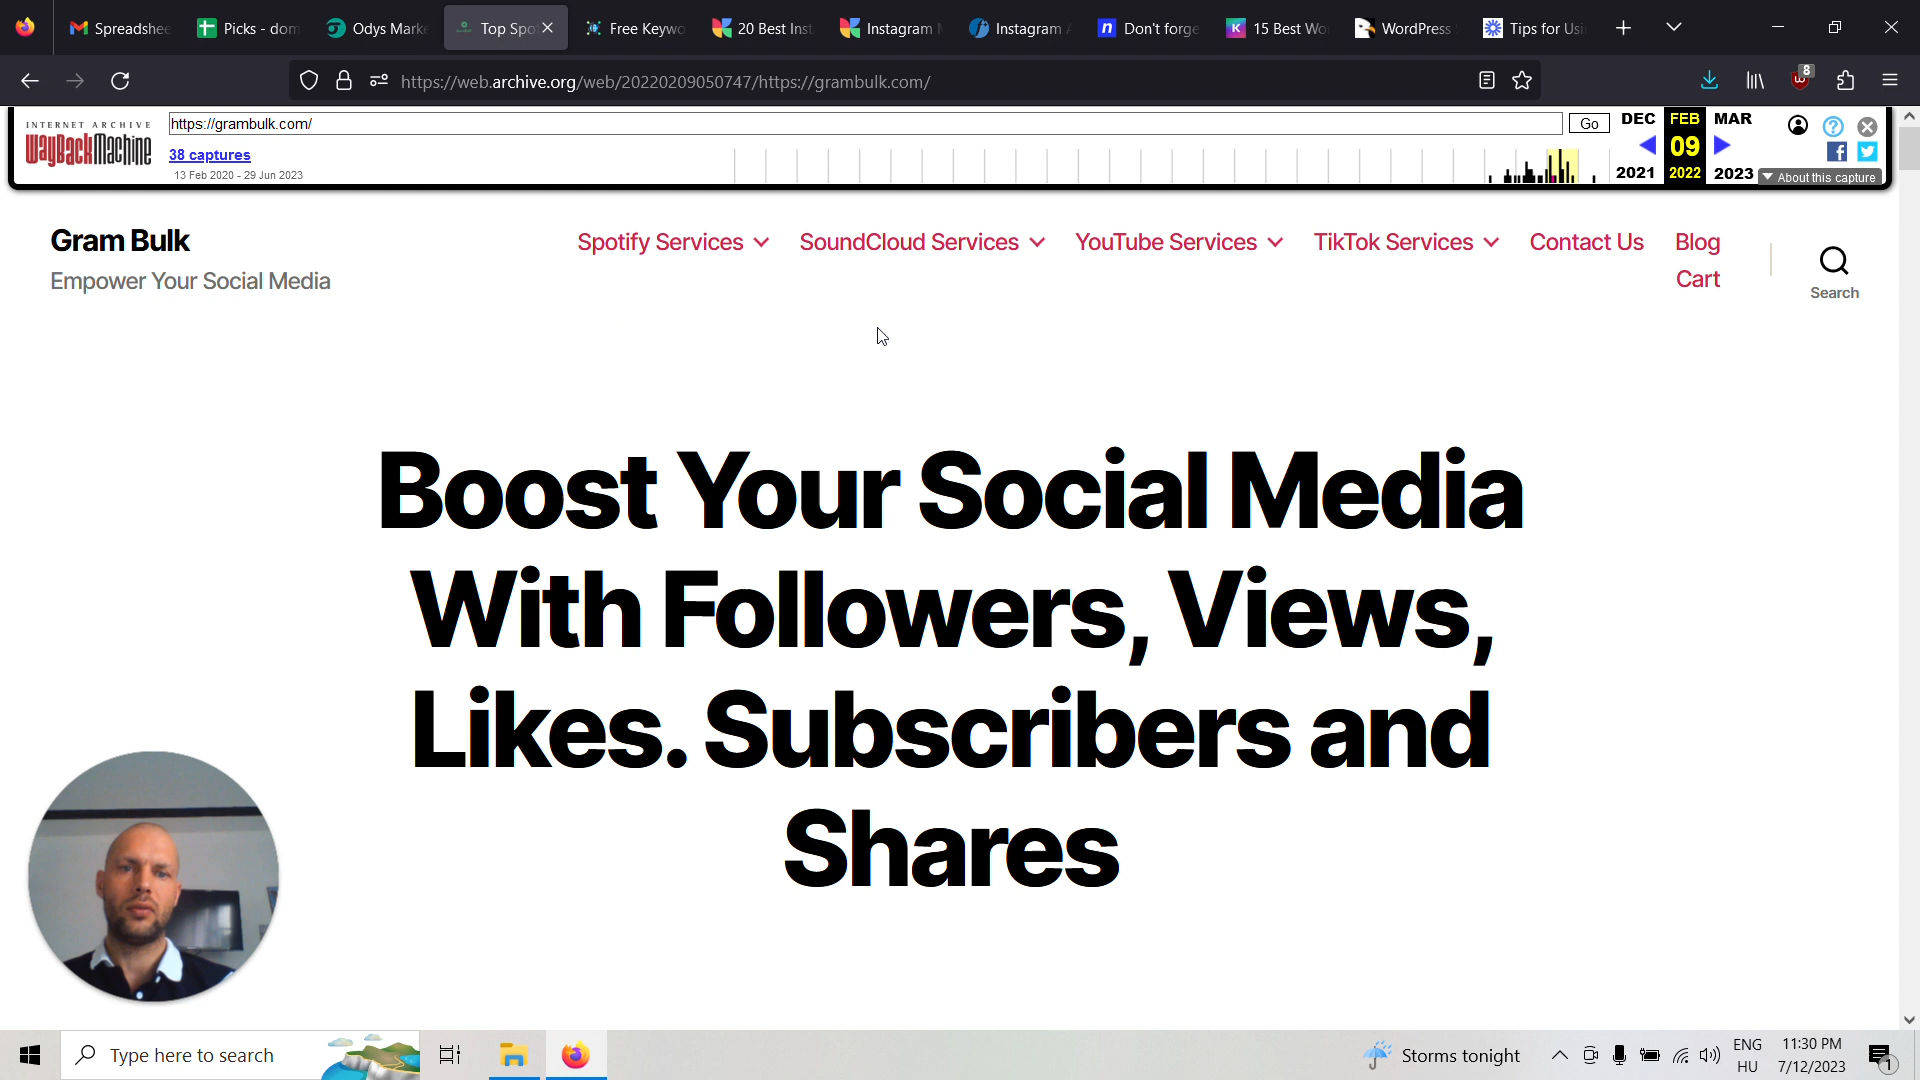 Spreadshee
Picks - dom
Odys Marke
Top Spo
Free Keywo
20 Best Inst
Instagram M
Instagram A
Don't forge
15 Best Wo
WordPress
Tips for Usi
https://web.archive.org/web/20220209050747/https://grambulk.com/
8
INTERNET ARCHIVE
WayBackMachine
https://grambulk.com/
Go
38 captures
13 Feb 2020 - 29 Jun 2023
DEC FEB MAR
09
2021 2022 2023
About this capture
Gram Bulk
Empower Your Social Media
Spotify Services
SoundCloud Services
YouTube Services
TikTok Services
Contact Us
Blog
Cart
Search
Boost Your Social Media
With Followers, Views,
Likes. Subscribers and
Shares
Type here to search
Storms tonight
ENG
HU
11:30 PM
7/12/2023
1